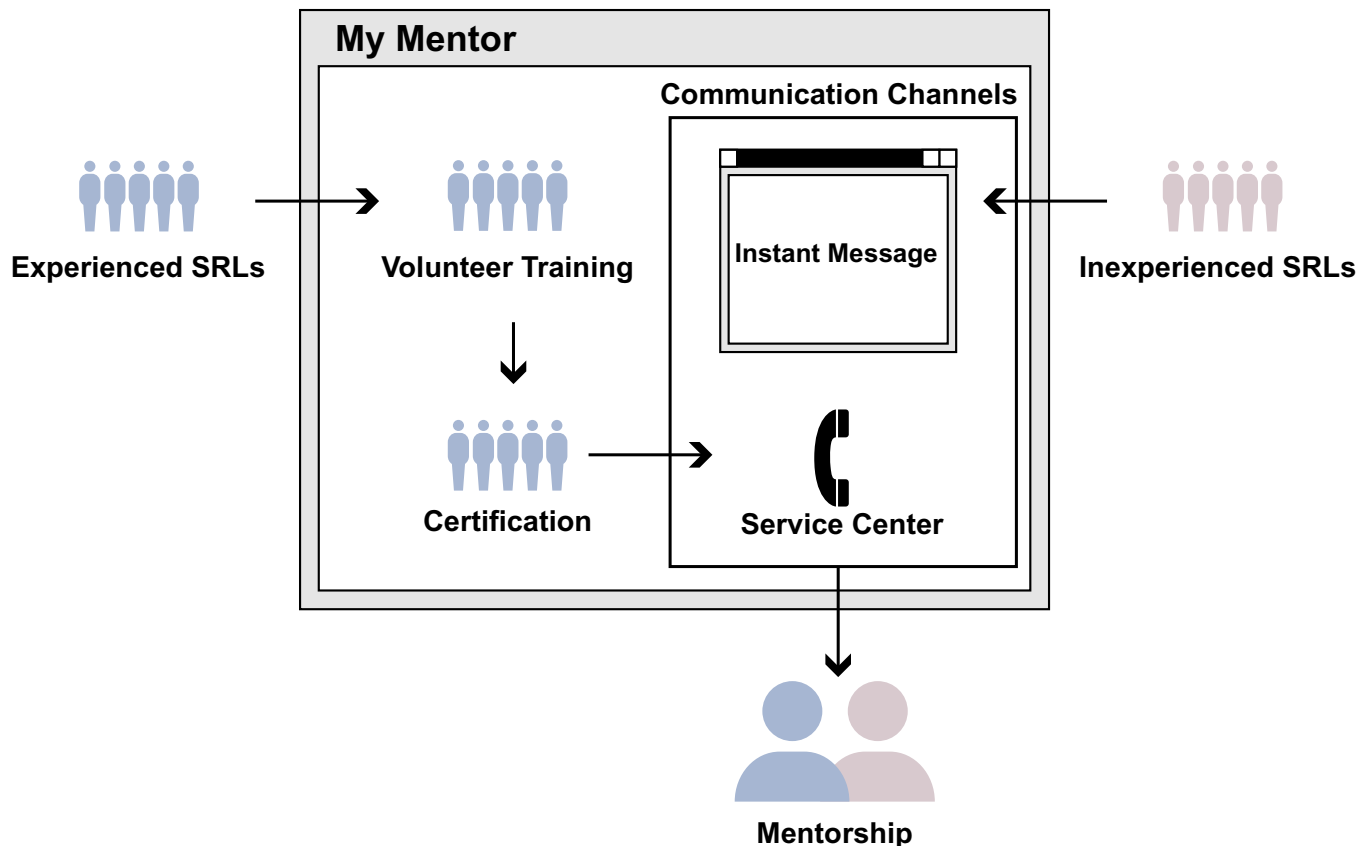 My Mentor
Communication Channels
Instant Message
Experienced SRLs
Volunteer Training
Inexperienced SRLs
Certification
Service Center
Mentorship